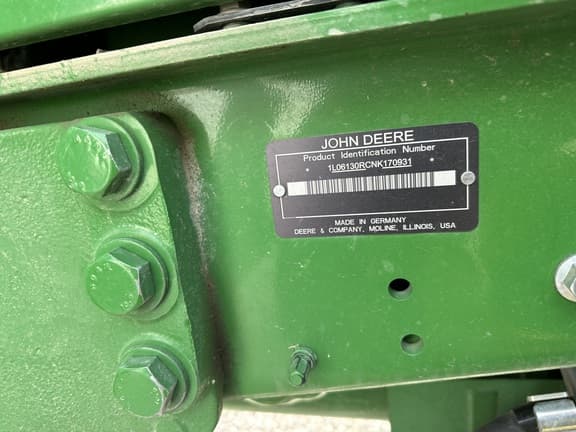 JOHN DEERE
Product Identification Number
*1L06130RCNK170931*
MADE IN GERMANY
DEERE & COMPANY, MOLINE, ILLINOIS, USA